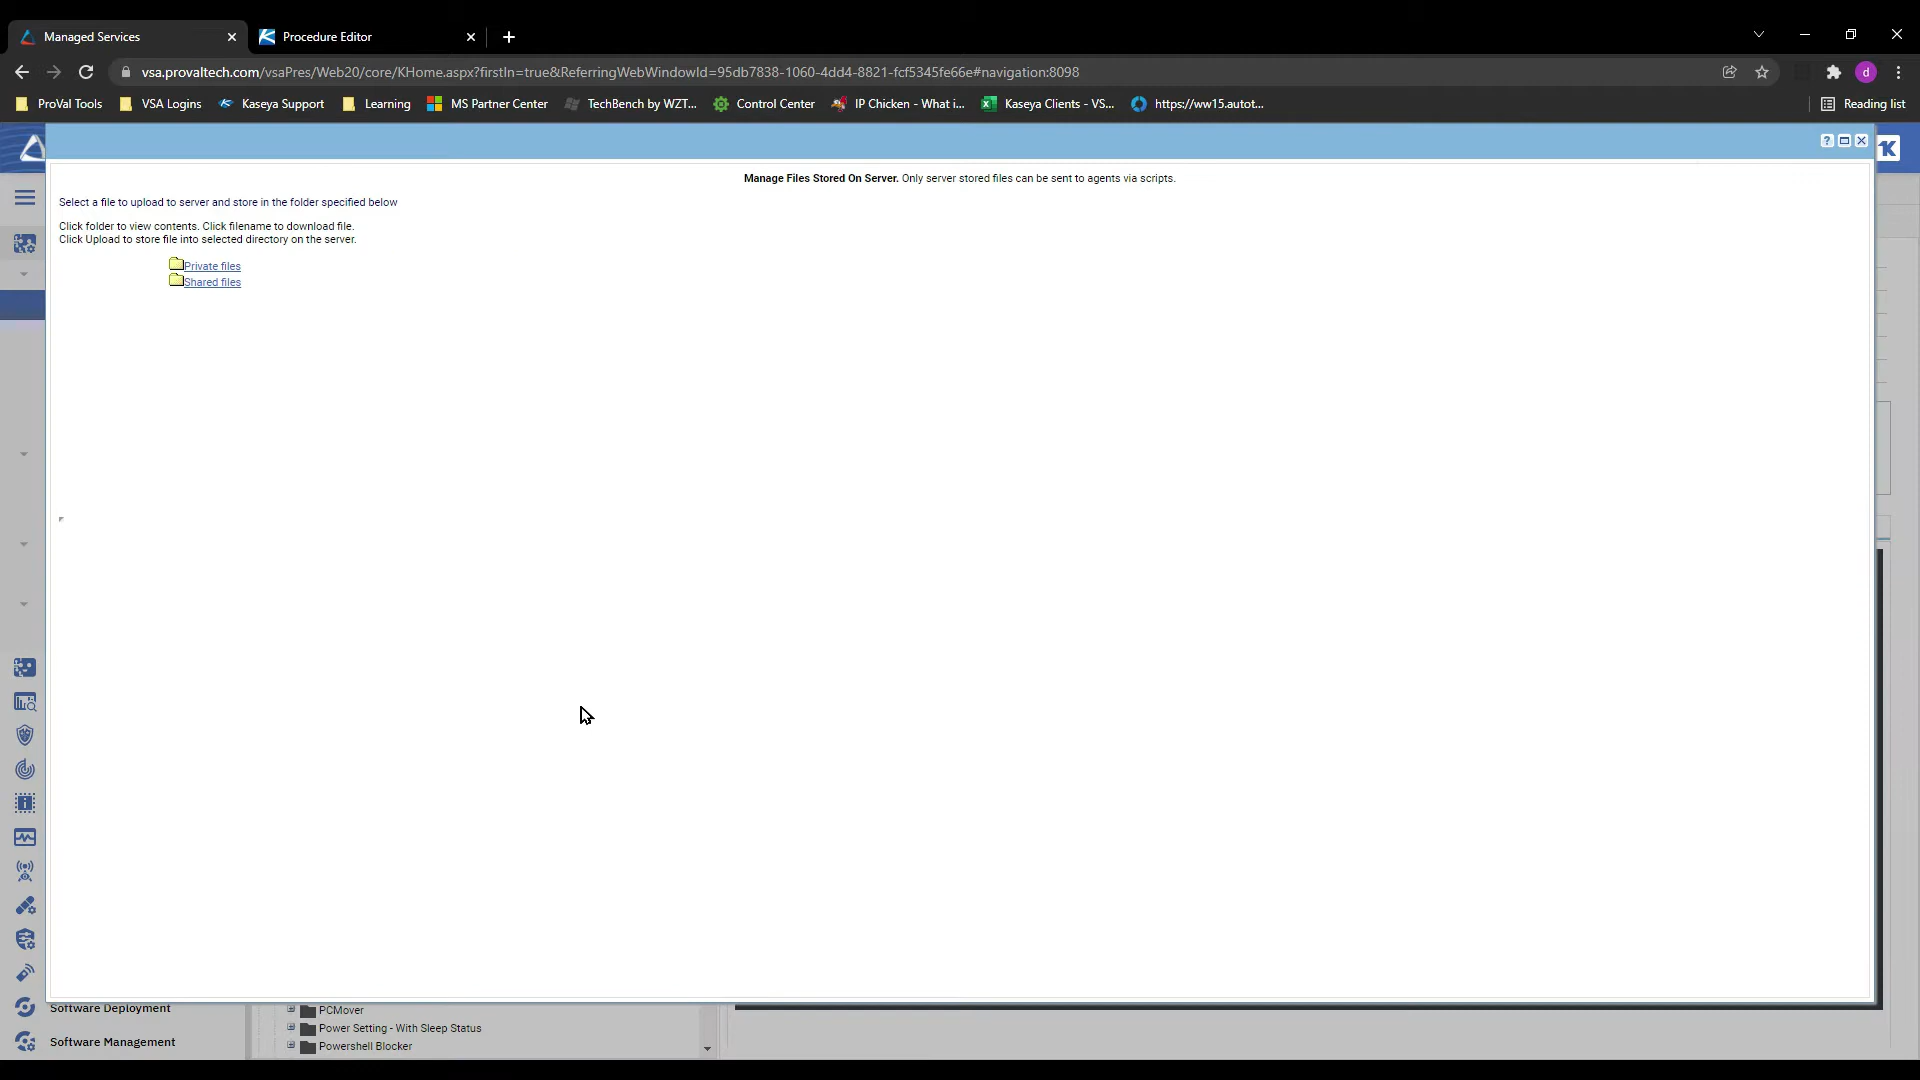 Managed Services
Procedure Editor
vsa.provaltech.com/vsaPres/Web20/core/KHome.aspx?firstIn=true&ReferringWebWindowId=95db7838-1060-4dd4-8821-fcf5345fe66e#navigation:8098
d
ProVal Tools
VSA Logins
Kaseya Support
Learning
MS Partner Center
TechBench by WZT...
Control Center
IP Chicken - What i...
Kaseya Clients - VS...
https://ww15.autot...
Reading list
Manage Files Stored On Server. Only server stored files can be sent to agents via scripts.
Select a file to upload to server and store in the folder specified below
Click folder to view contents. Click filename to download file.
Click Upload to store file into selected directory on the server.
Private files
Shared files
Software Deployment
PCMover
Power Setting - With Sleep Status
Software Management
Powershell Blocker